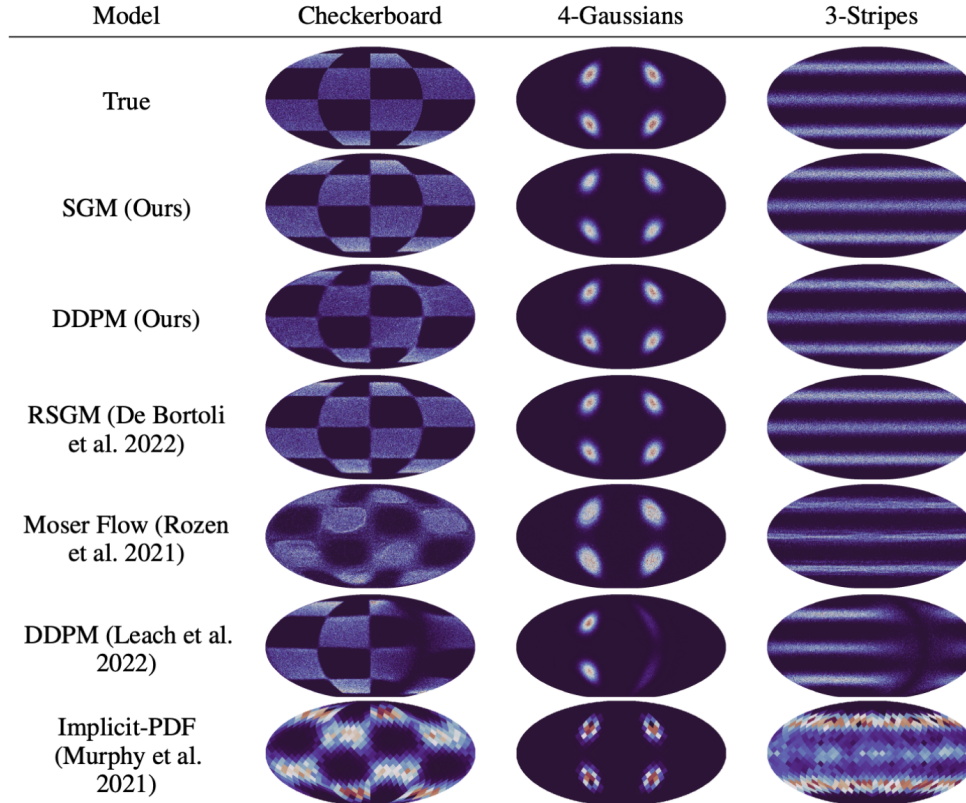 Model Checkerboard 4-Gaussians 3-Stripes
True
SGM (Ours)
DDPM (Ours)
RSGM (De Bortoli
et al. 2022)
Moser Flow (Rozen
et al. 2021)
DDPM (Leach et al.
2022)
Implicit-PDF
(Murphy et al.
2021)